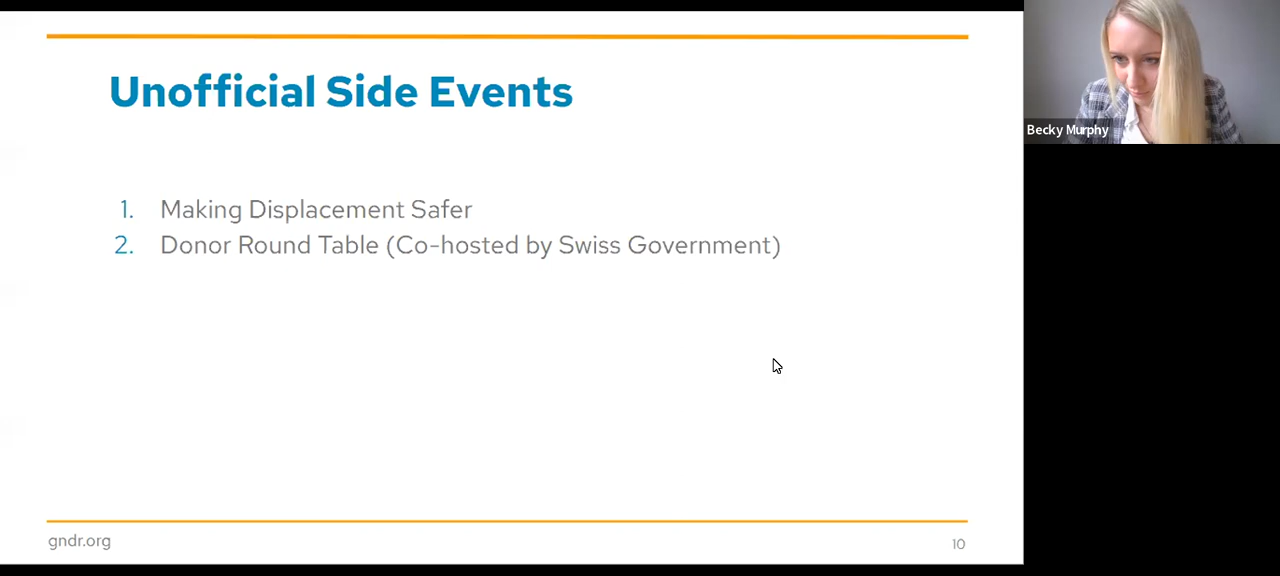 Unofficial Side Events
1. Making Displacement Safer
2. Donor Round Table (Co-hosted by Swiss Government)
gndr.org
10
Becky Murphy